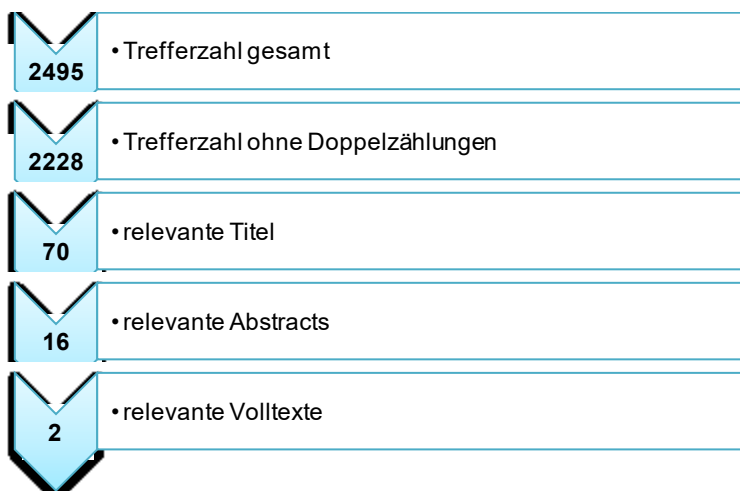 2495
• Trefferzahl gesamt
2228
• Trefferzahl ohne Doppelzählungen
70
• relevante Titel
16
• relevante Abstracts
2
• relevante Volltexte